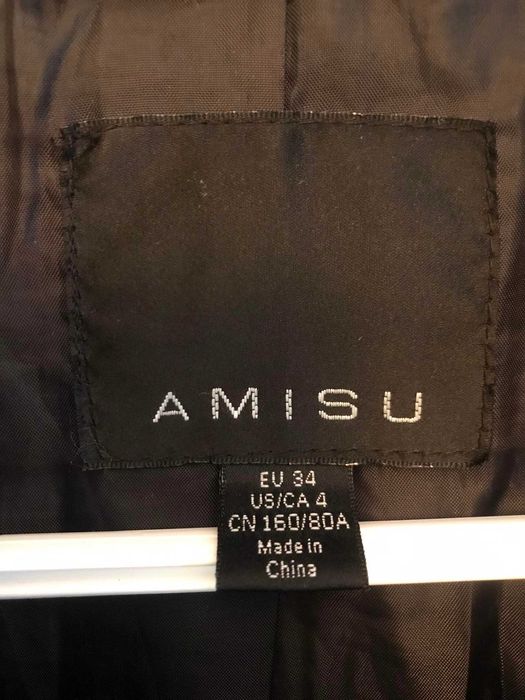 AMISU
EU 34
US/CA 4
CN 160/80A
Made in
China